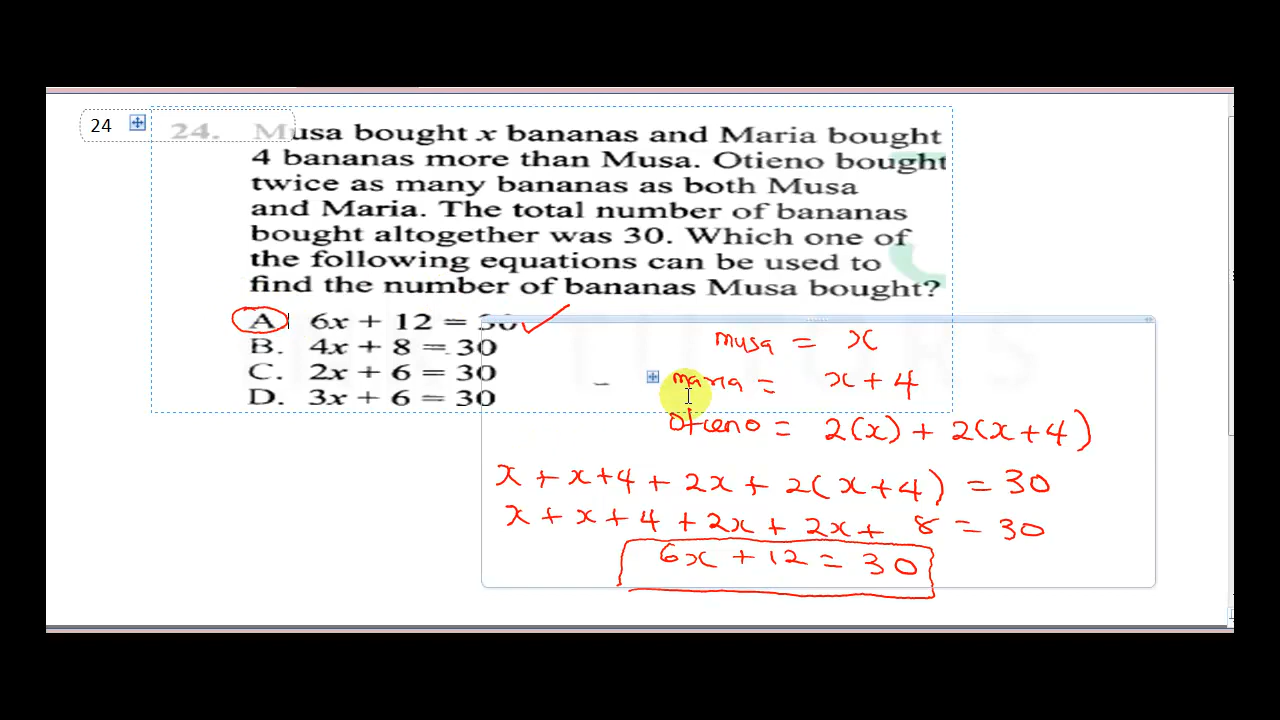 24
24. Musa bought x bananas and Maria bought
4 bananas more than Musa. Otieno bought
twice as many bananas as both Musa
and Maria. The total number of bananas
bought altogether was 30. Which one of
the following equations can be used to
find the number of bananas Musa bought?
A 6x + 12 = 30
B. 4x + 8 = 30
C. 2x + 6 = 30
D. 3x + 6 = 30
musa = x
maria = x + 4
Otieno = 2(x) + 2(x+4)
x + x+4 + 2x + 2(x+4) = 30
x + x + 4 + 2x + 2x + 8 = 30
6x + 12 = 30